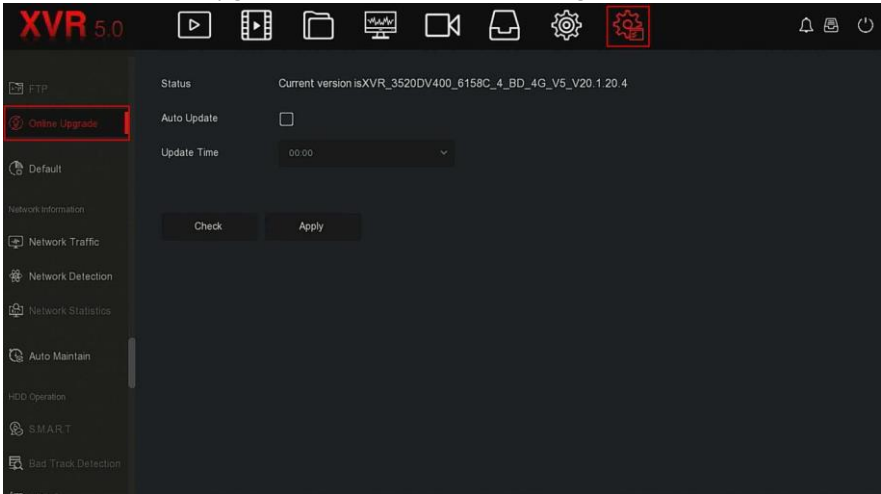 XVR 5.0
FTP
Online Upgrade
Default
Network Information
Network Traffic
Network Detection
Network Statistics
Auto Maintain
HDD Operation
S.M.A.R.T
Bad Track Detection
Status Current version isXVR_3520DV400_6158C_4_BD_4G_V5_V20.1.20.4
Auto Update
Update Time 00:00
Check Apply